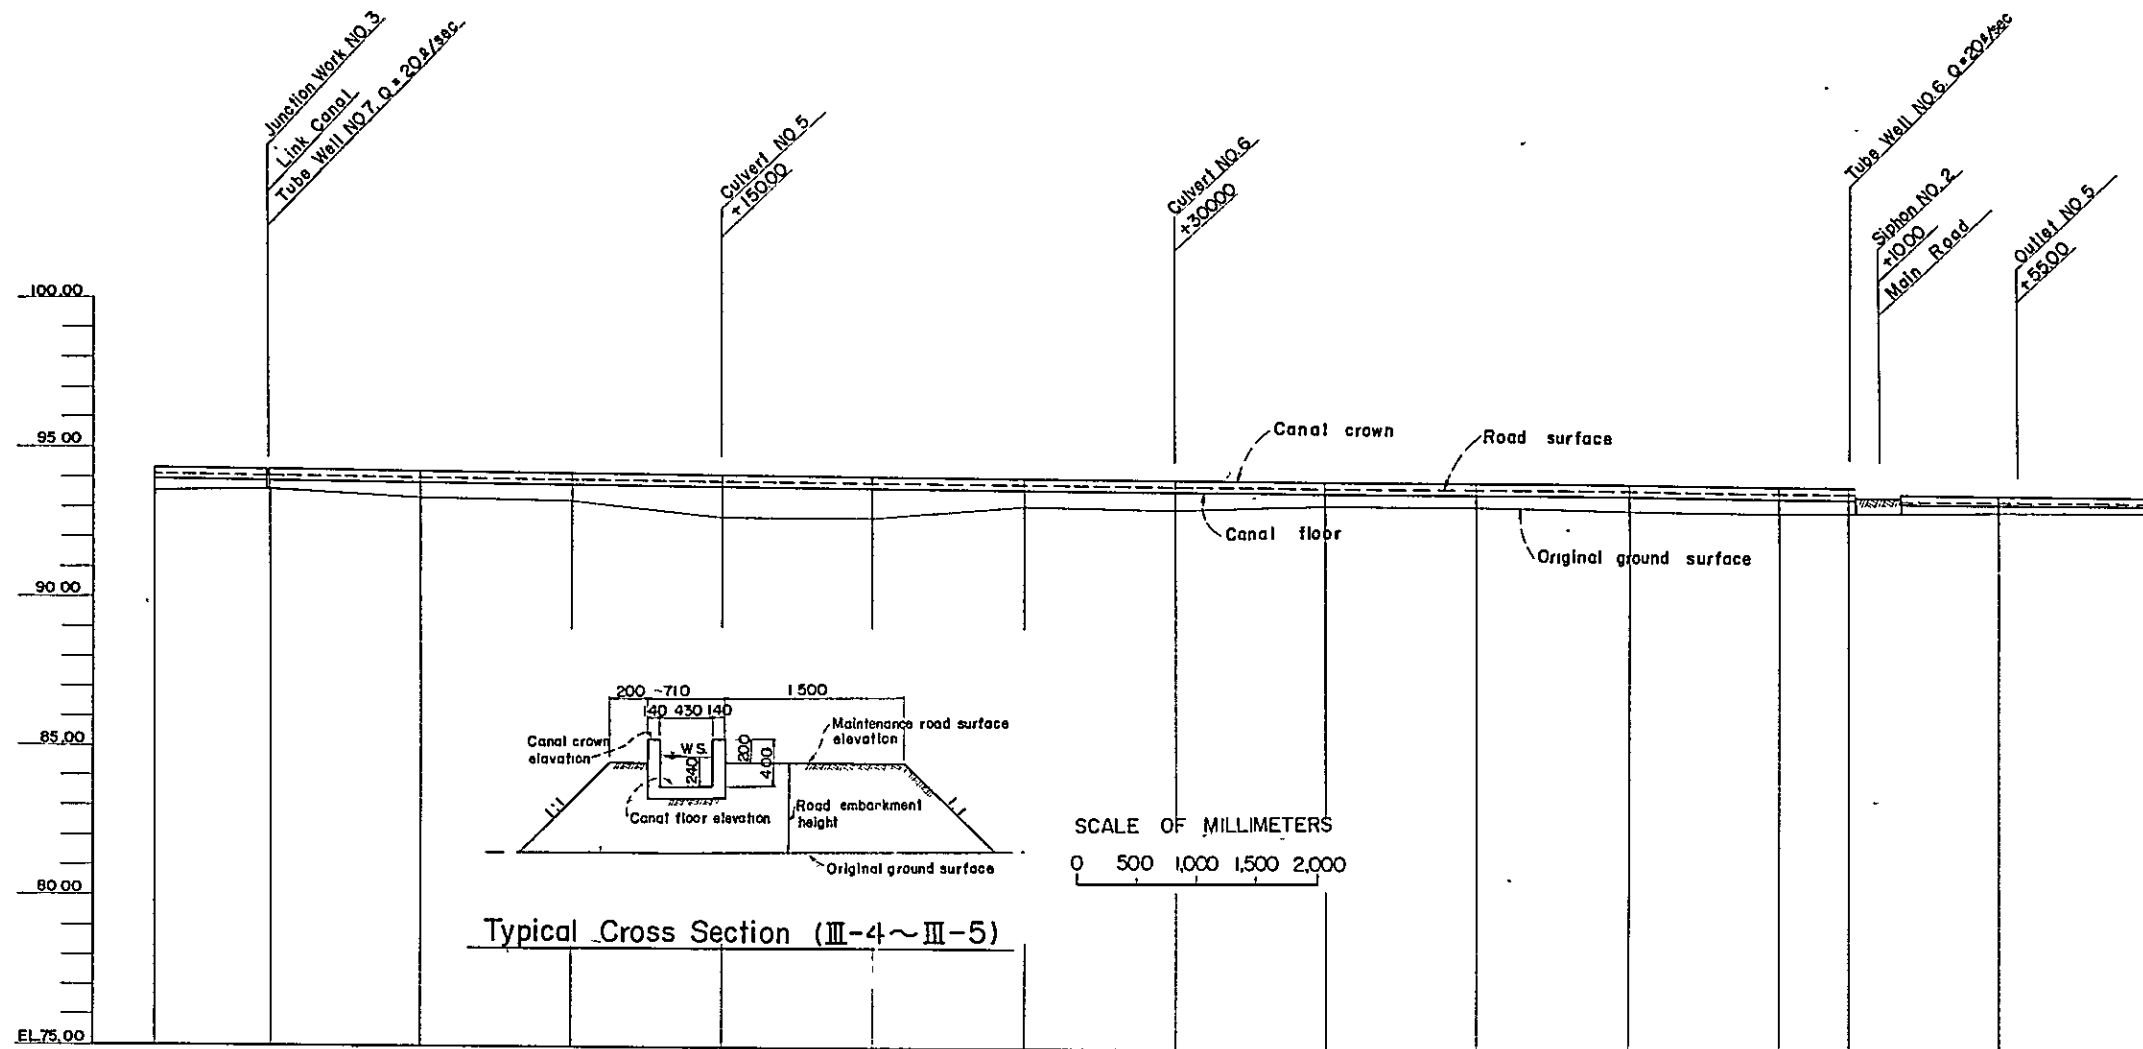 Junction Work NO.3
Link Canal
Tube Well NO 7. Q = 20ℓ/sec
Culvert NO 5
+150.00
Culvert NO.6
+300.00
Tube Well NO.6. Q=20ℓ/sec
Siphon NO. 2
+10.00
Main Road
Outlet NO 5
+55.00
100.00
95 00
90 00
85.00
80 00
EL.75.00
Canal crown
Road surface
Canal floor
Original ground surface
200 ~710 1 500
140 430 140
Canal crown elavation
W S.
240
200
400
Maintenance road surface elevation
1:1
1:1
Canal floor elevation
Road embarkment height
Original ground surface
SCALE OF MILLIMETERS
0 500 1,000 1,500 2,000
Typical Cross Section (Ⅲ-4～Ⅲ-5)